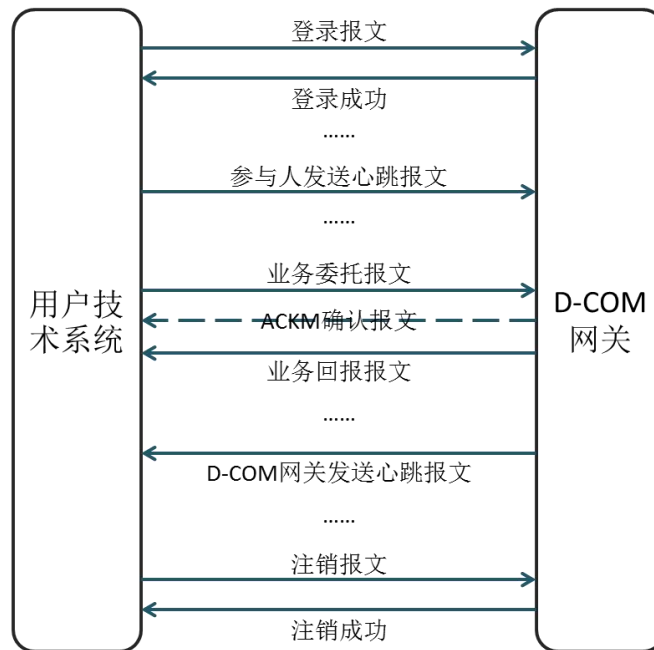 登录报文
登录成功
......
参与人发送心跳报文
......
业务委托报文
用户技
术系统
ACKM确认报文
D-COM
网关
业务回报报文
......
D-COM网关发送心跳报文
......
注销报文
注销成功